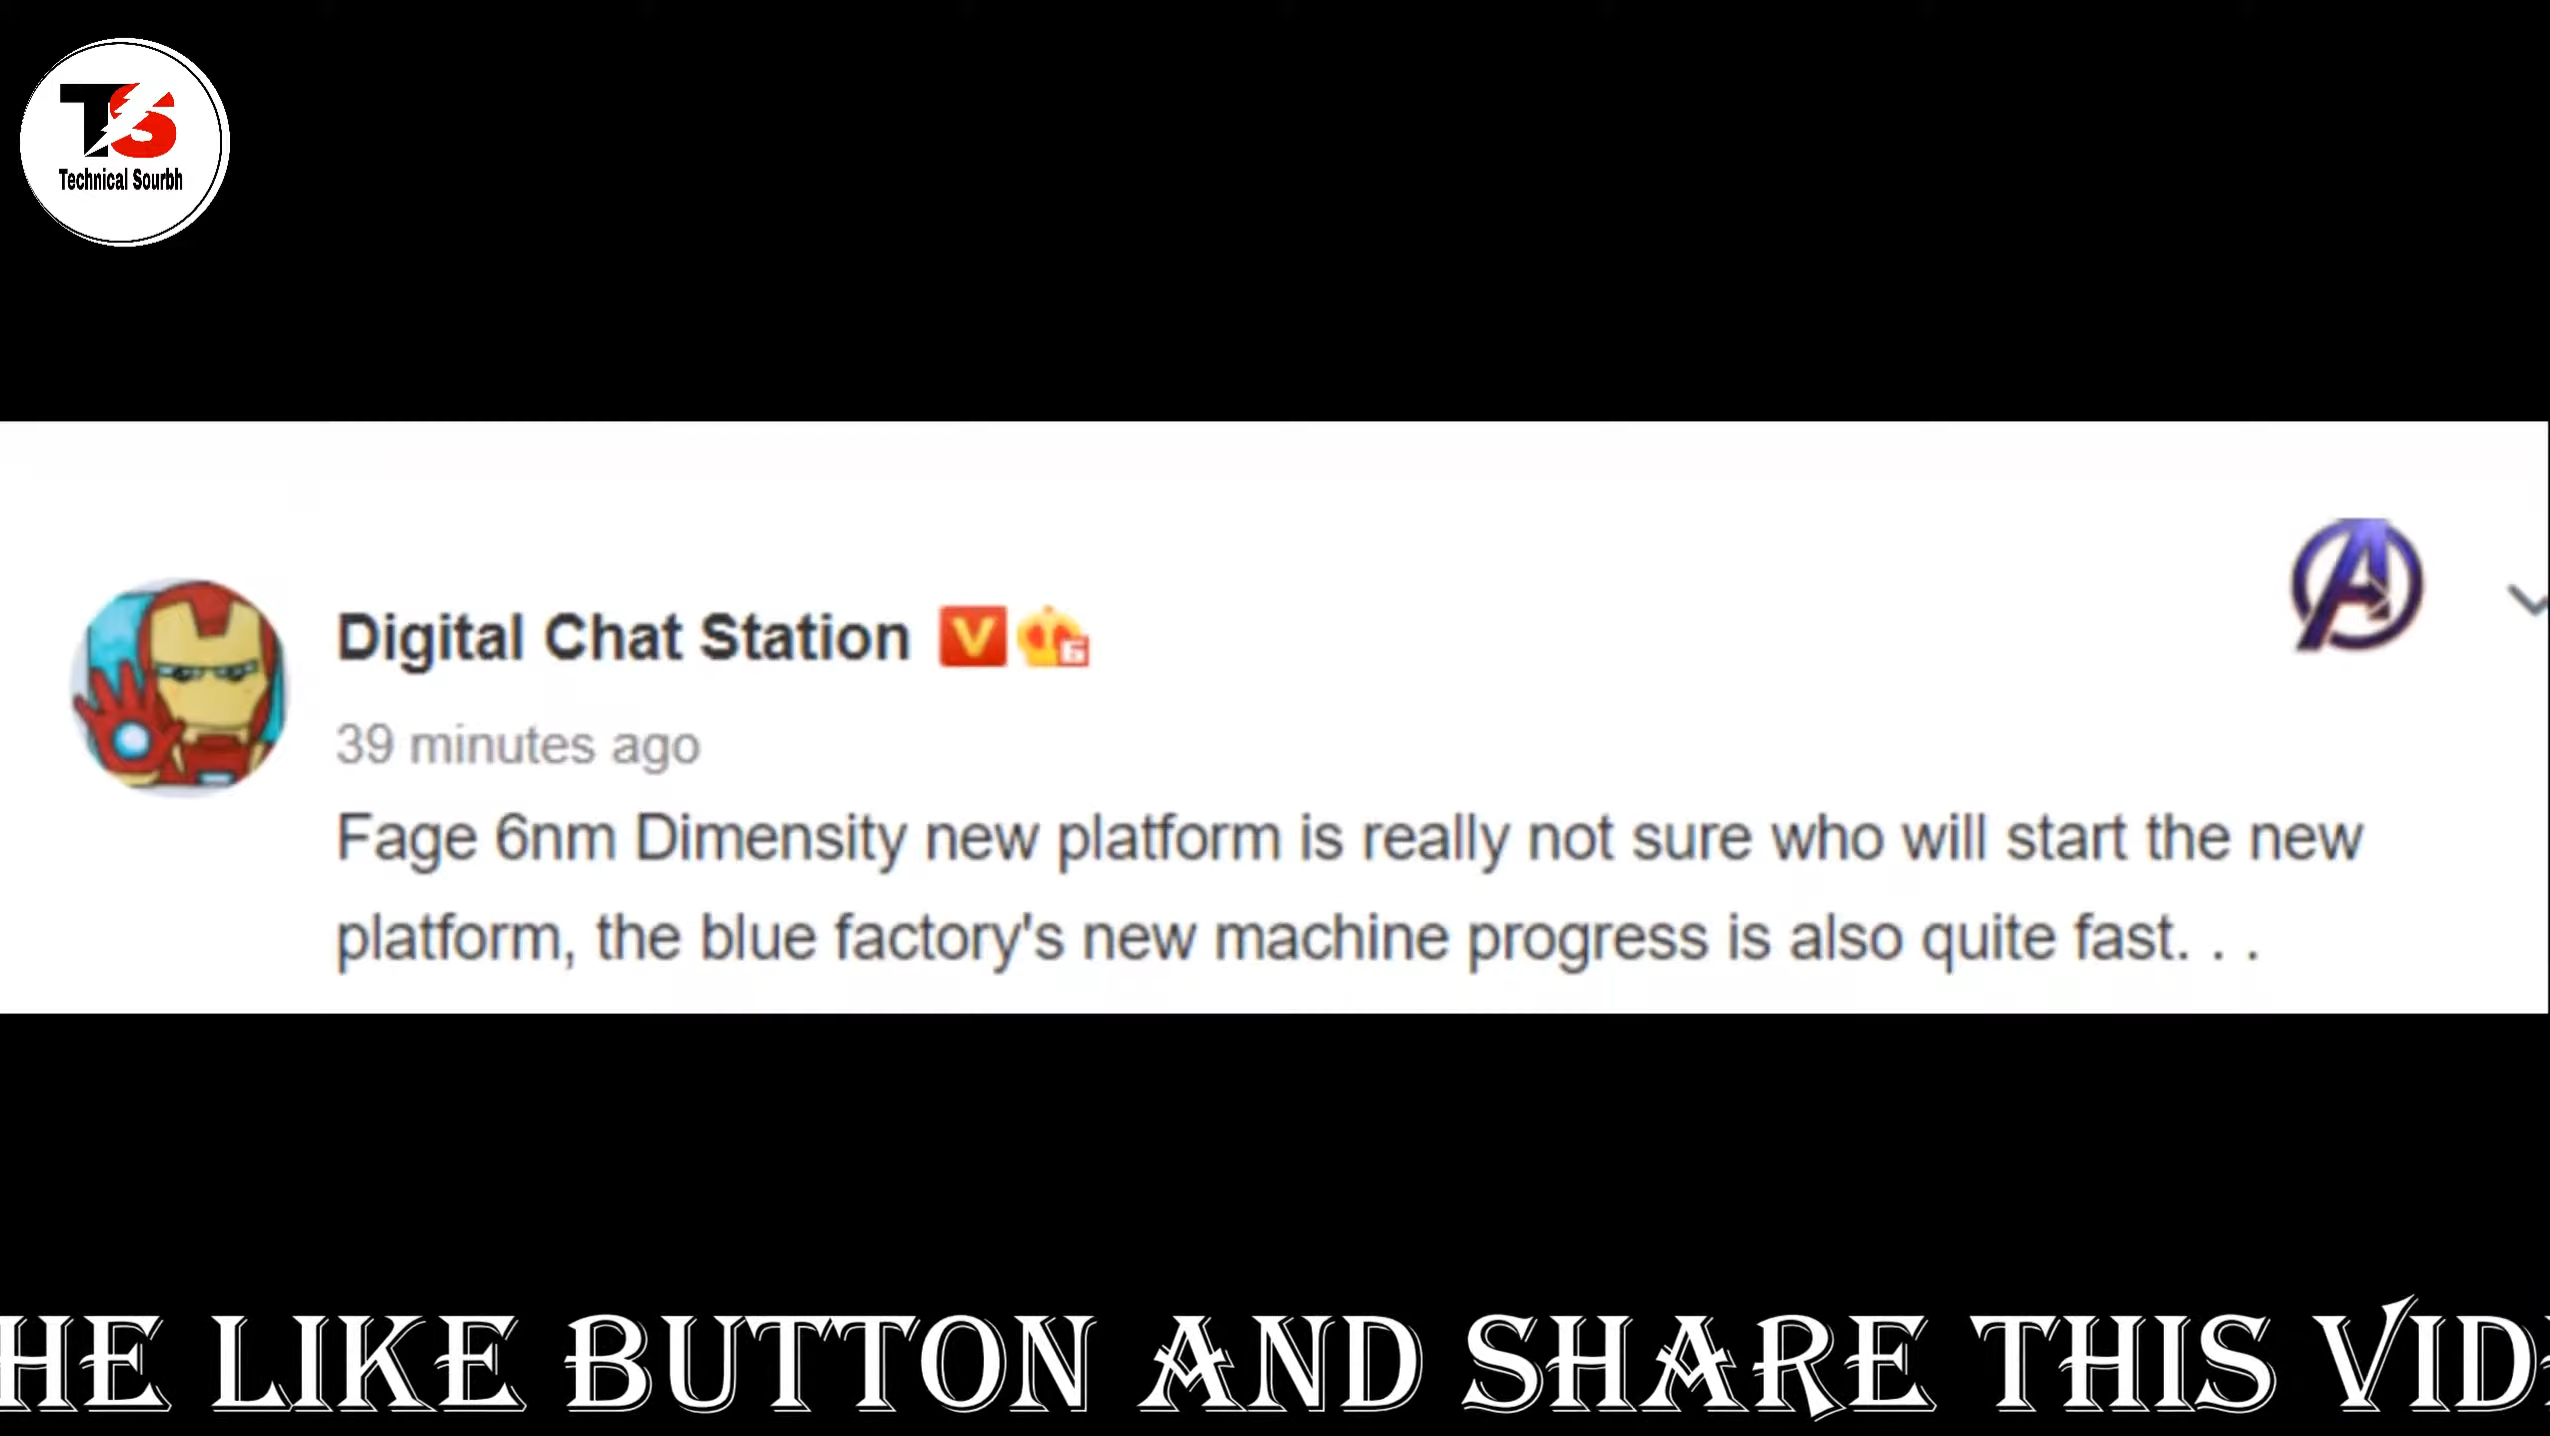 TS
Technical Sourbh
Digital Chat Station V 6
39 minutes ago
Fage 6nm Dimensity new platform is really not sure who will start the new
platform, the blue factory's new machine progress is also quite fast. . .
HE LIKE BUTTON AND SHARE THIS VID